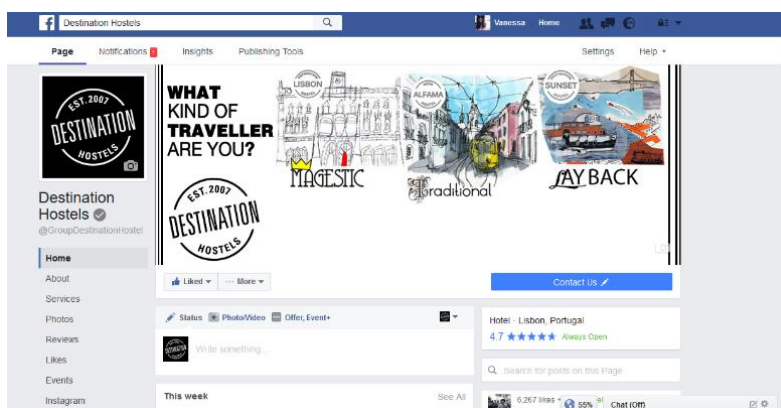 Destination Hostels
Vanessa Home
Page Notifications Insights Publishing Tools Settings Help
EST. 2007
DESTINATION
HOSTELS
WHAT
KIND OF
TRAVELLER
ARE YOU?
LISBON
ALFAMA
SUNSET
MAGESTIC
Traditional
LAY BACK
EST. 2007
DESTINATION
HOSTELS
Destination
Hostels
@GroupDestinationHostel
Home
About
Services
Photos
Reviews
Likes
Events
Instagram
Liked
More
Contact Us
Status Photo/Video Offer, Event+
Write something...
This week See All
Hotel · Lisbon, Portugal
4.7 ★★★★★ Always Open
Search for posts on this Page
6,267 likes
55% Chat (Off)